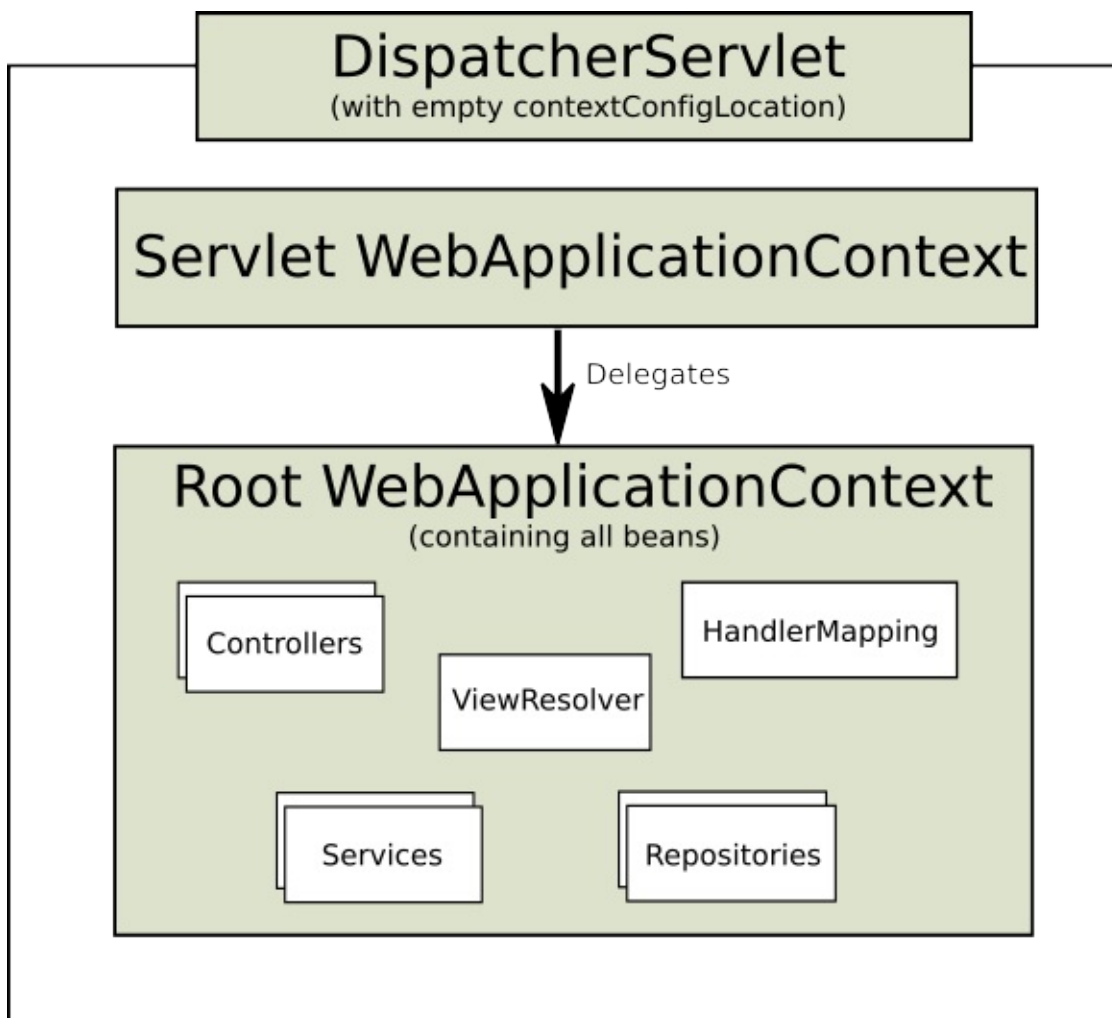 DispatcherServlet
(with empty contextConfigLocation)
Servlet WebApplicationContext
Delegates
Root WebApplicationContext
(containing all beans)
Controllers
HandlerMapping
ViewResolver
Services
Repositories